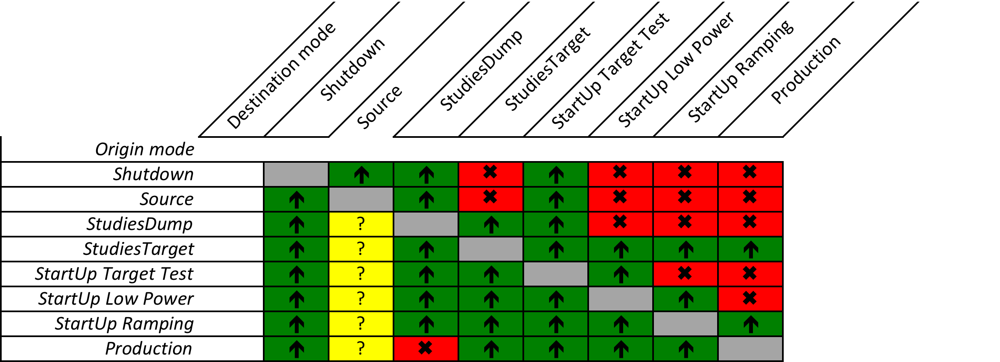 Destination mode
Shutdown
Source
StudiesDump
StudiesTarget
StartUp Target Test
StartUp Low Power
StartUp Ramping
Production
Origin mode
Shutdown 🡱 🡱 ✖ 🡱 ✖ ✖ ✖
Source 🡱 🡱 ✖ 🡱 ✖ ✖ ✖
StudiesDump 🡱 ? 🡱 🡱 ✖ ✖ ✖
StudiesTarget 🡱 ? 🡱 🡱 🡱 🡱 🡱
StartUp Target Test 🡱 ? 🡱 🡱 🡱 ✖ ✖
StartUp Low Power 🡱 ? 🡱 🡱 🡱 🡱 ✖
StartUp Ramping 🡱 ? 🡱 🡱 🡱 🡱 🡱
Production 🡱 ? ✖ 🡱 🡱 🡱 🡱